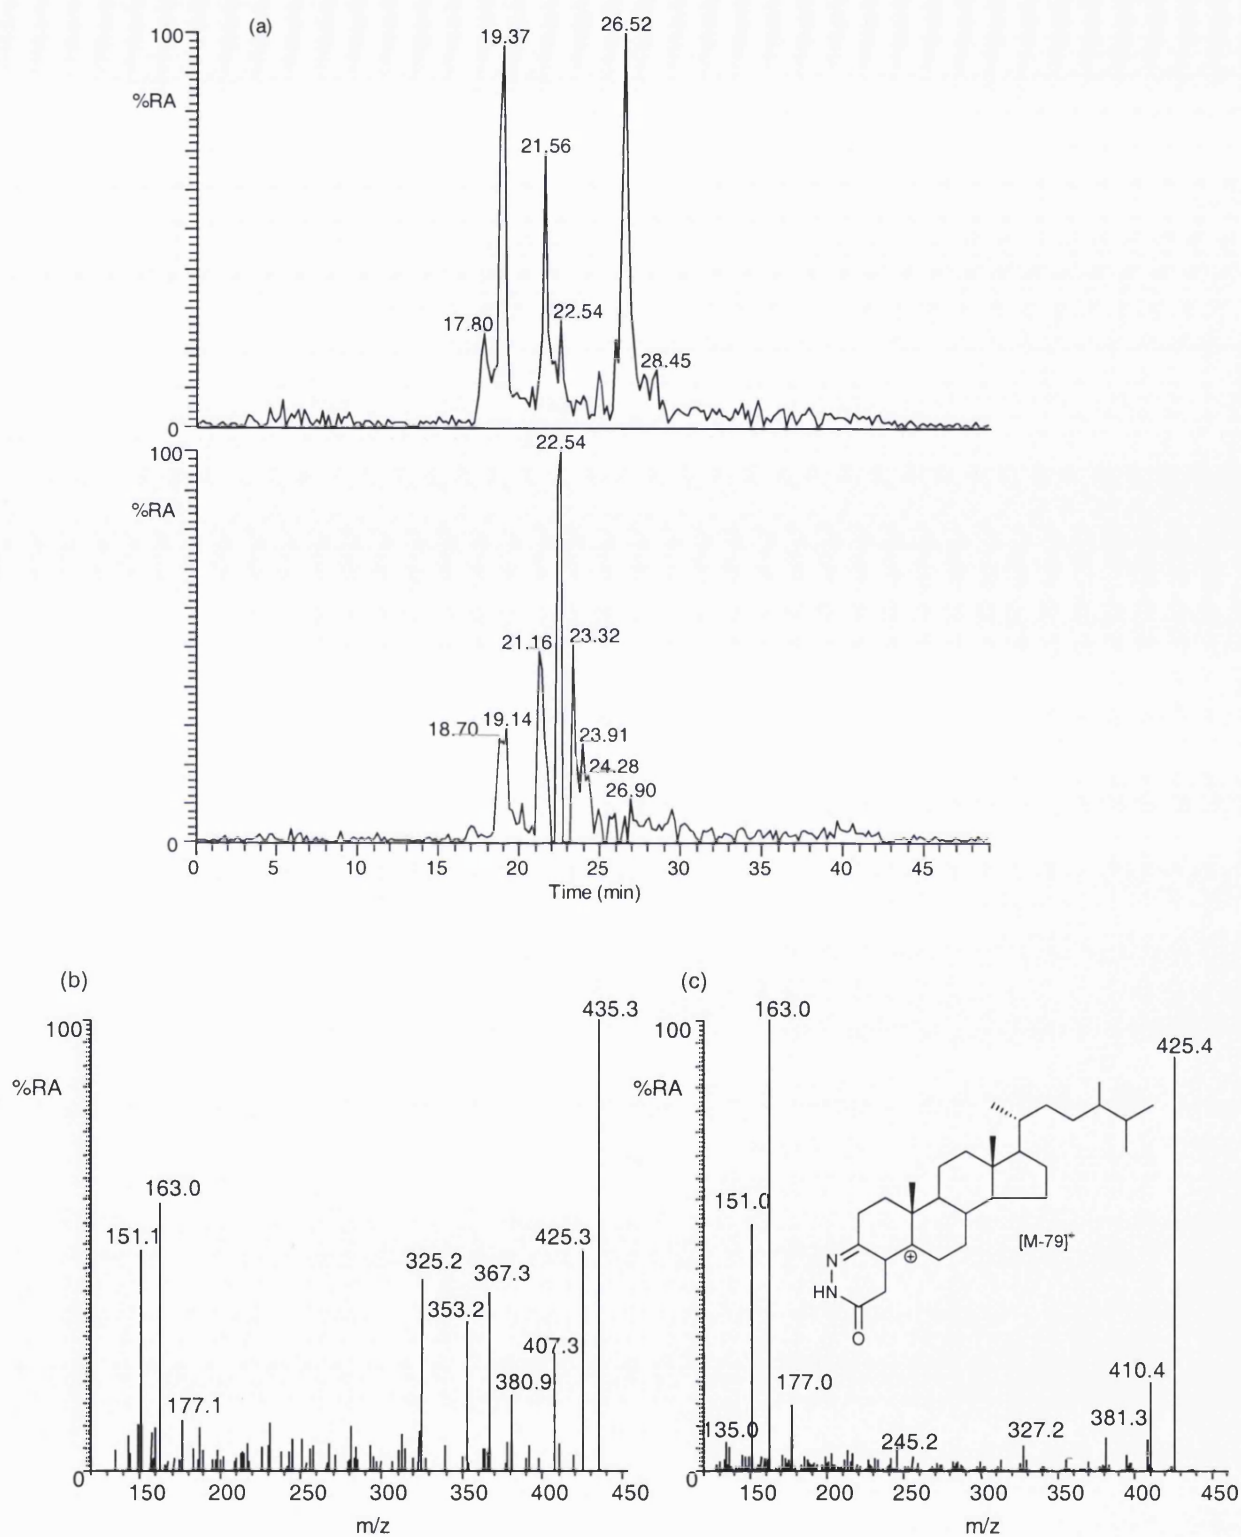 (a)
100
%RA
0
19.37
26.52
21.56
17.80
22.54
28.45
100
%RA
0
22.54
21.16
23.32
18.70
19.14
23.91
24.28
26.90
0 5 10 15 20 25 30 35 40 45
Time (min)
(b)
100
%RA
0
435.3
163.0
151.1
425.3
325.2
367.3
353.2
407.3
380.9
177.1
150 200 250 300 350 400 450
m/z
(c)
100
%RA
0
163.0
425.4
151.0
[M-79]+
N
HN
O
⊕
410.4
177.0
381.3
135.0
327.2
245.2
150 200 250 300 350 400 450
m/z